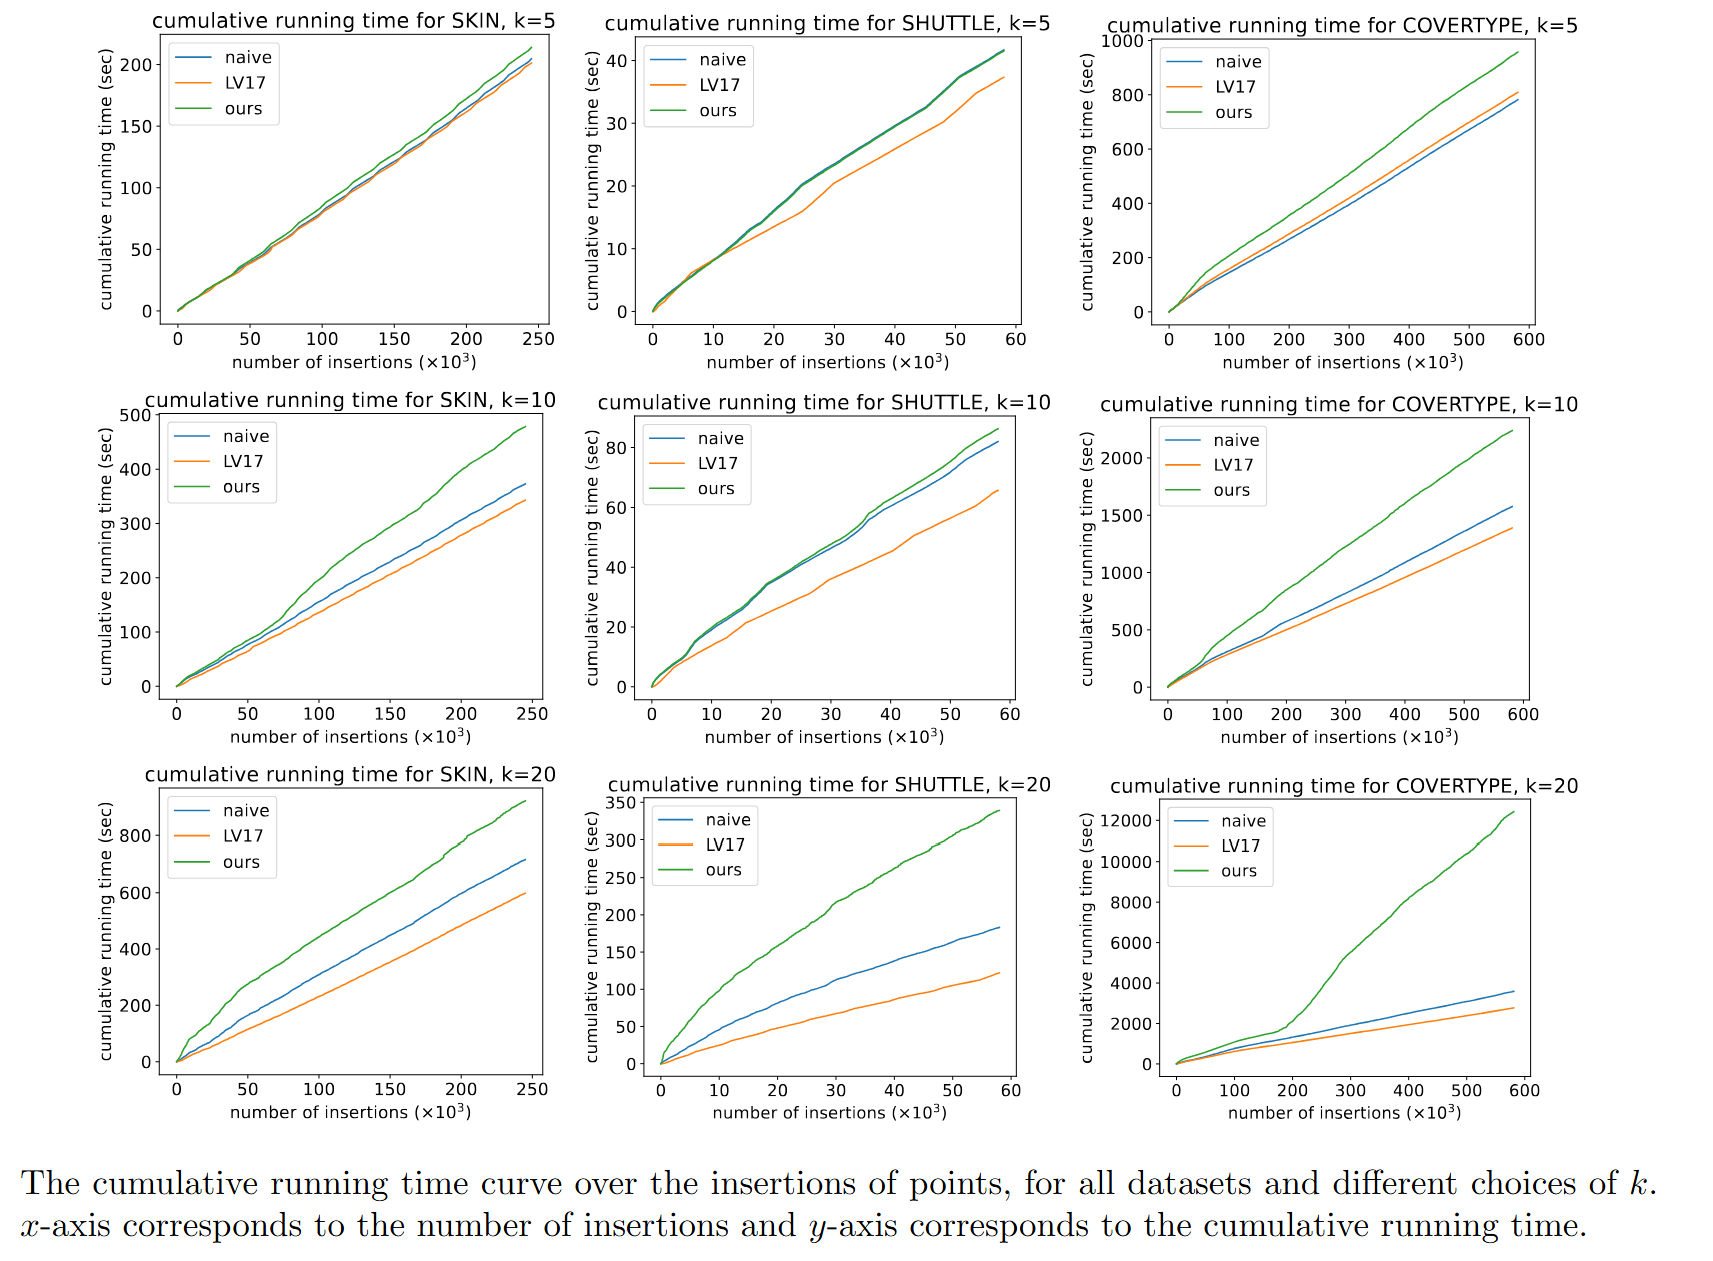 cumulative running time for SKIN, k=5
cumulative running time (sec)
200
150
100
50
0
naive
LV17
ours
0 50 100 150 200 250
number of insertions (×10³)
cumulative running time for SHUTTLE, k=5
cumulative running time (sec)
40
30
20
10
0
naive
LV17
ours
0 10 20 30 40 50 60
number of insertions (×10³)
cumulative running time for COVERTYPE, k=5
cumulative running time (sec)
1000
800
600
400
200
0
naive
LV17
ours
0 100 200 300 400 500 600
number of insertions (×10³)
cumulative running time for SKIN, k=10
cumulative running time (sec)
500
400
300
200
100
0
naive
LV17
ours
0 50 100 150 200 250
number of insertions (×10³)
cumulative running time for SHUTTLE, k=10
cumulative running time (sec)
80
60
40
20
0
naive
LV17
ours
0 10 20 30 40 50 60
number of insertions (×10³)
cumulative running time for COVERTYPE, k=10
cumulative running time (sec)
2000
1500
1000
500
0
naive
LV17
ours
0 100 200 300 400 500 600
number of insertions (×10³)
cumulative running time for SKIN, k=20
cumulative running time (sec)
800
600
400
200
0
naive
LV17
ours
0 50 100 150 200 250
number of insertions (×10³)
cumulative running time for SHUTTLE, k=20
cumulative running time (sec)
350
300
250
200
150
100
50
0
naive
LV17
ours
0 10 20 30 40 50 60
number of insertions (×10³)
cumulative running time for COVERTYPE, k=20
cumulative running time (sec)
12000
10000
8000
6000
4000
2000
0
naive
LV17
ours
0 100 200 300 400 500 600
number of insertions (×10³)
The cumulative running time curve over the insertions of points, for all datasets and different choices of k.
x-axis corresponds to the number of insertions and y-axis corresponds to the cumulative running time.